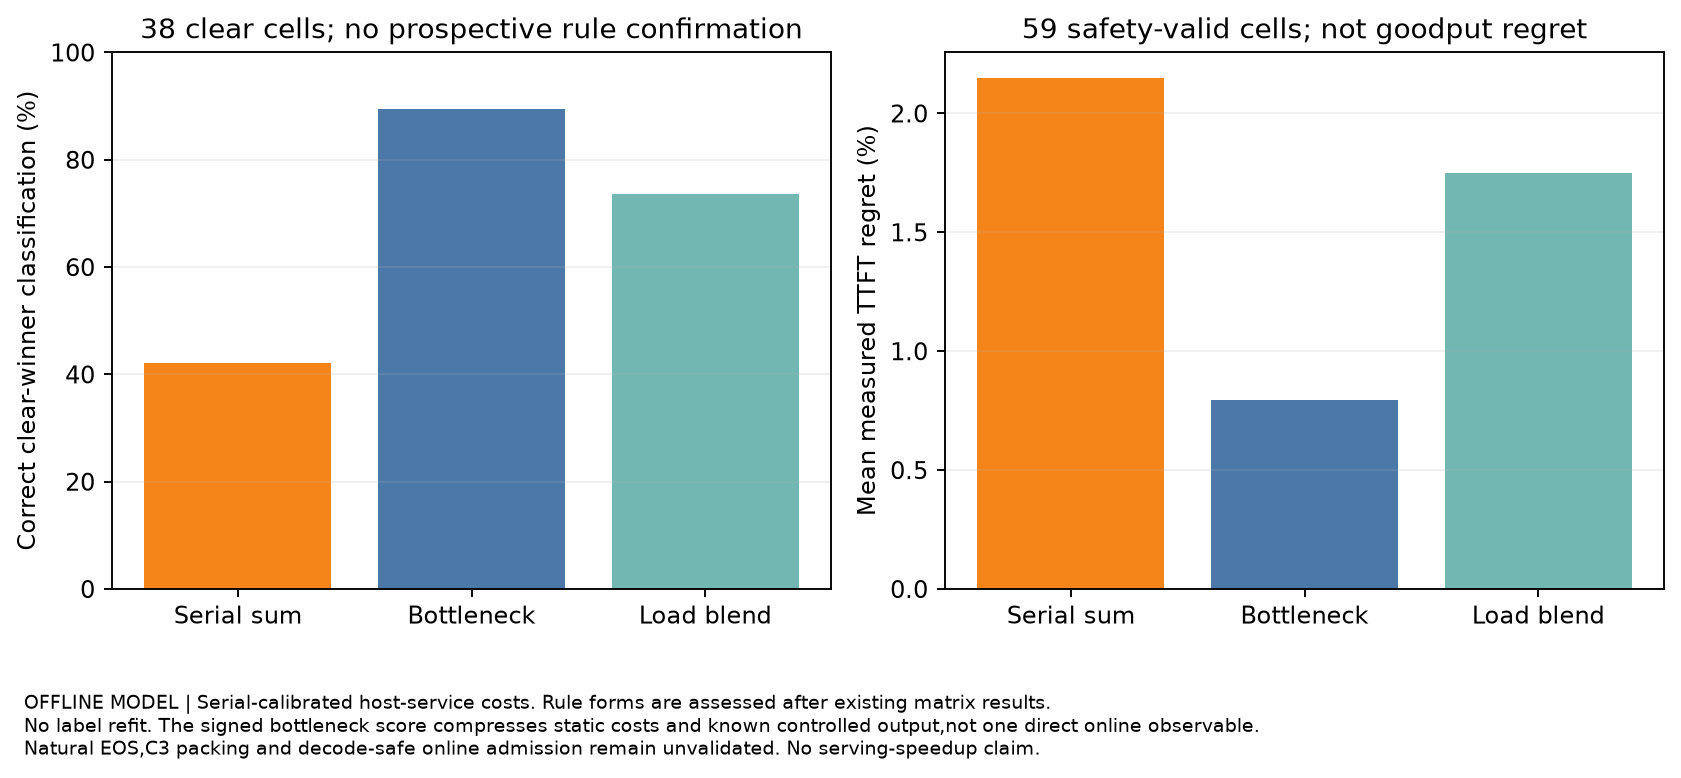 38 clear cells; no prospective rule confirmation
Correct clear-winner classification (%)
100
80
60
40
20
0
Serial sum
Bottleneck
Load blend
59 safety-valid cells; not goodput regret
Mean measured TTFT regret (%)
2.0
1.5
1.0
0.5
0.0
Serial sum
Bottleneck
Load blend
OFFLINE MODEL | Serial-calibrated host-service costs. Rule forms are assessed after existing matrix results.
No label refit. The signed bottleneck score compresses static costs and known controlled output,not one direct online observable.
Natural EOS,C3 packing and decode-safe online admission remain unvalidated. No serving-speedup claim.